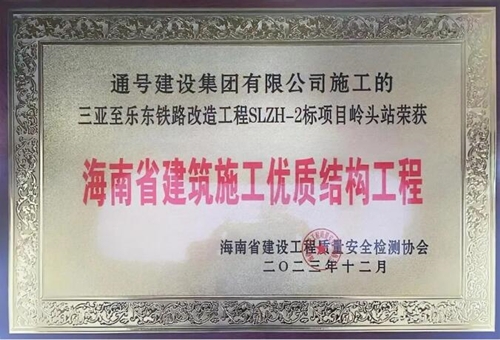 通号建设集团有限公司施工的
三亚至乐东铁路改造工程SLZH-2标项目岭头站荣获
海南省建筑施工优质结构工程
海南省建设工程质量安全检测协会
二〇二三年十二月